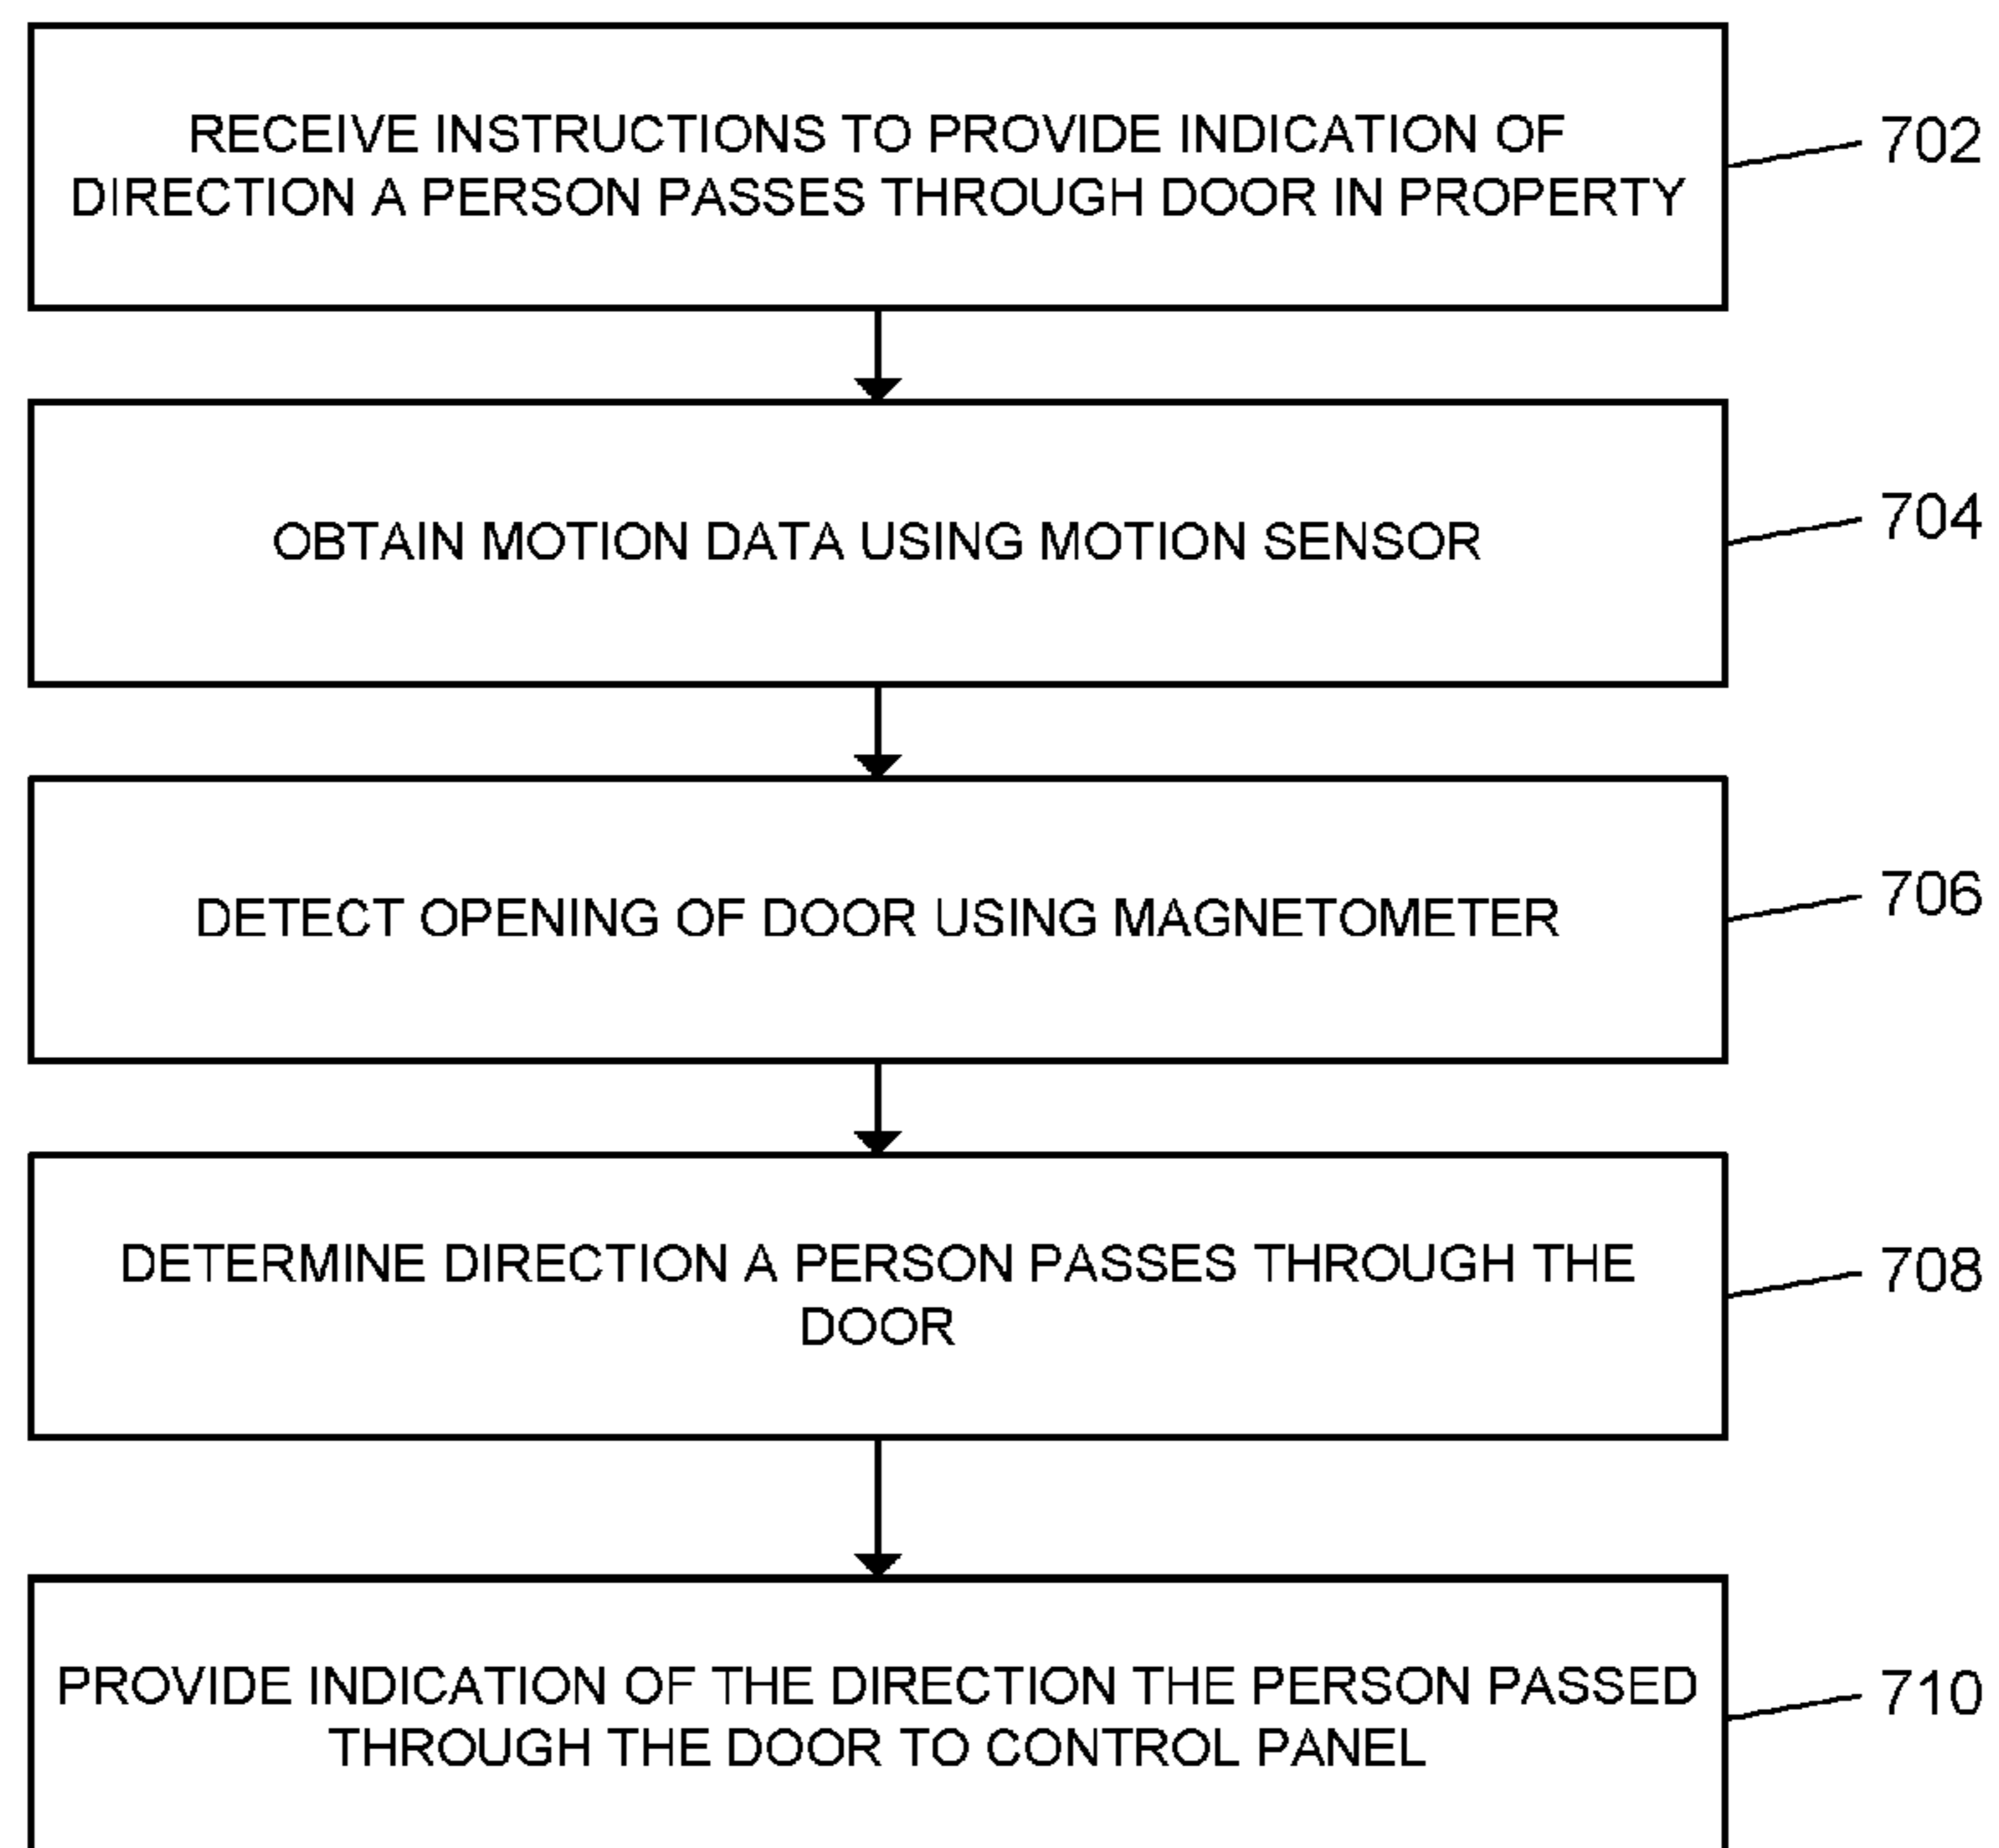 RECEIVE INSTRUCTIONS TO PROVIDE INDICATION OF
DIRECTION A PERSON PASSES THROUGH DOOR IN PROPERTY
702
OBTAIN MOTION DATA USING MOTION SENSOR
704
DETECT OPENING OF DOOR USING MAGNETOMETER
706
DETERMINE DIRECTION A PERSON PASSES THROUGH THE
DOOR
708
PROVIDE INDICATION OF THE DIRECTION THE PERSON PASSED
THROUGH THE DOOR TO CONTROL PANEL
710